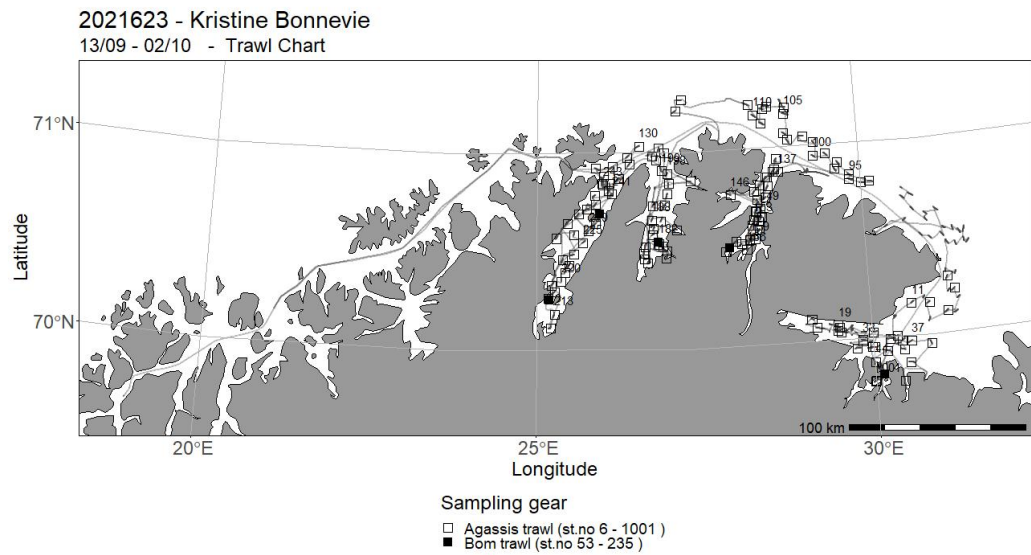 2021623 - Kristine Bonnevie
13/09 - 02/10 - Trawl Chart
71°N
70°N
Latitude
110
105
100
95
130
137
146
11
19
37
213
100 km
20°E
25°E
30°E
Longitude
Sampling gear
Agassis trawl (st.no 6 - 1001 )
Bom trawl (st.no 53 - 235 )